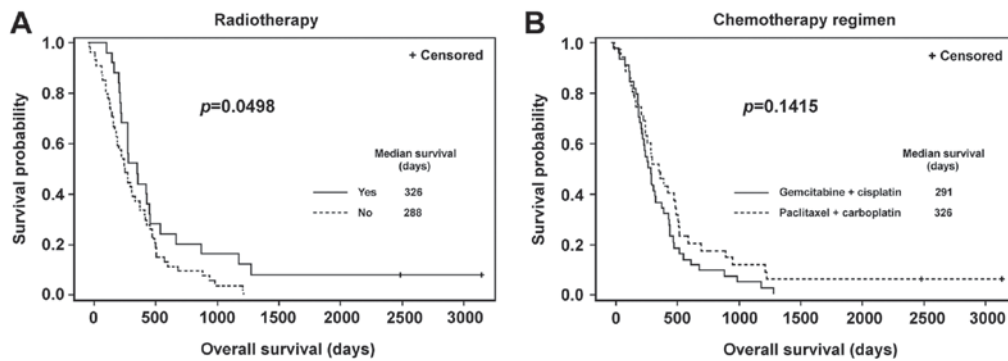 A
Radiotherapy
1.0
0.8
0.6
0.4
0.2
0.0
Survival probability
+ Censored
p=0.0498
Median survival
(days)
Yes 326
No 288
0 500 1000 1500 2000 2500 3000
Overall survival (days)
B
Chemotherapy regimen
1.0
0.8
0.6
0.4
0.2
0.0
Survival probability
+ Censored
p=0.1415
Median survival
(days)
Gemcitabine + cisplatin 291
Paclitaxel + carboplatin 326
0 500 1000 1500 2000 2500 3000
Overall survival (days)